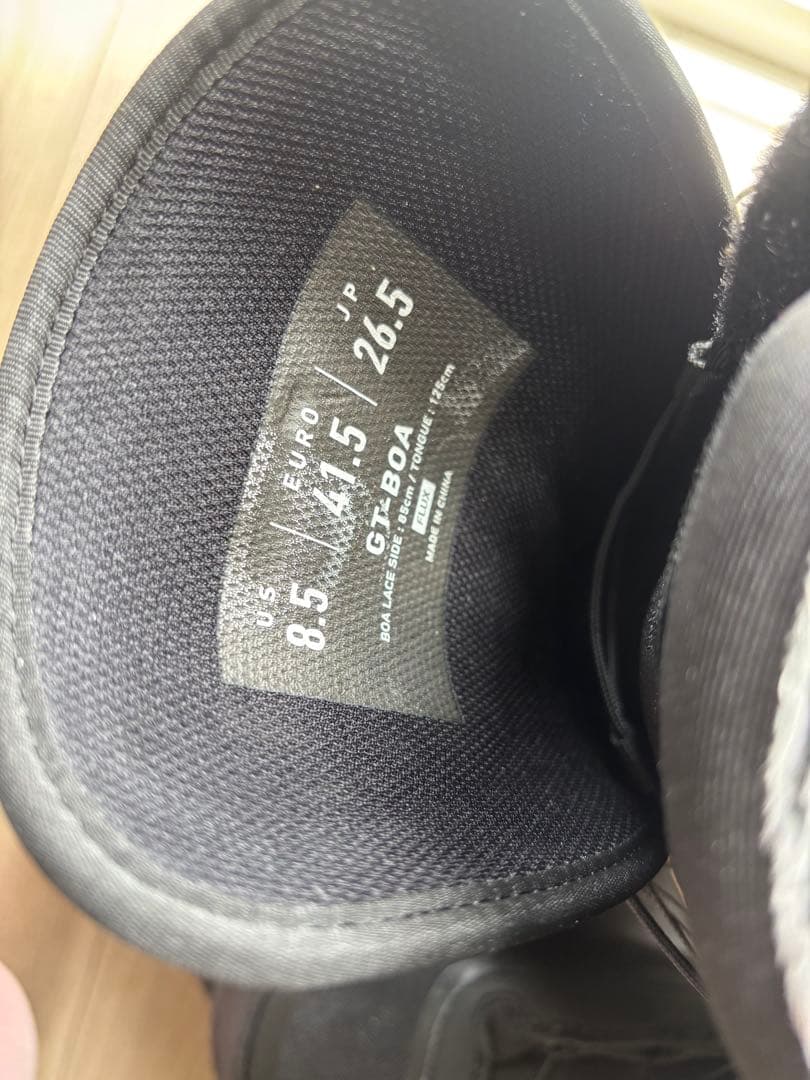 US / EURO / JP
8.5 / 41.5 / 26.5
GT-BOA
BOA LACE SIDE : 85cm / TONGUE : 125cm
FLUX
MADE IN CHINA